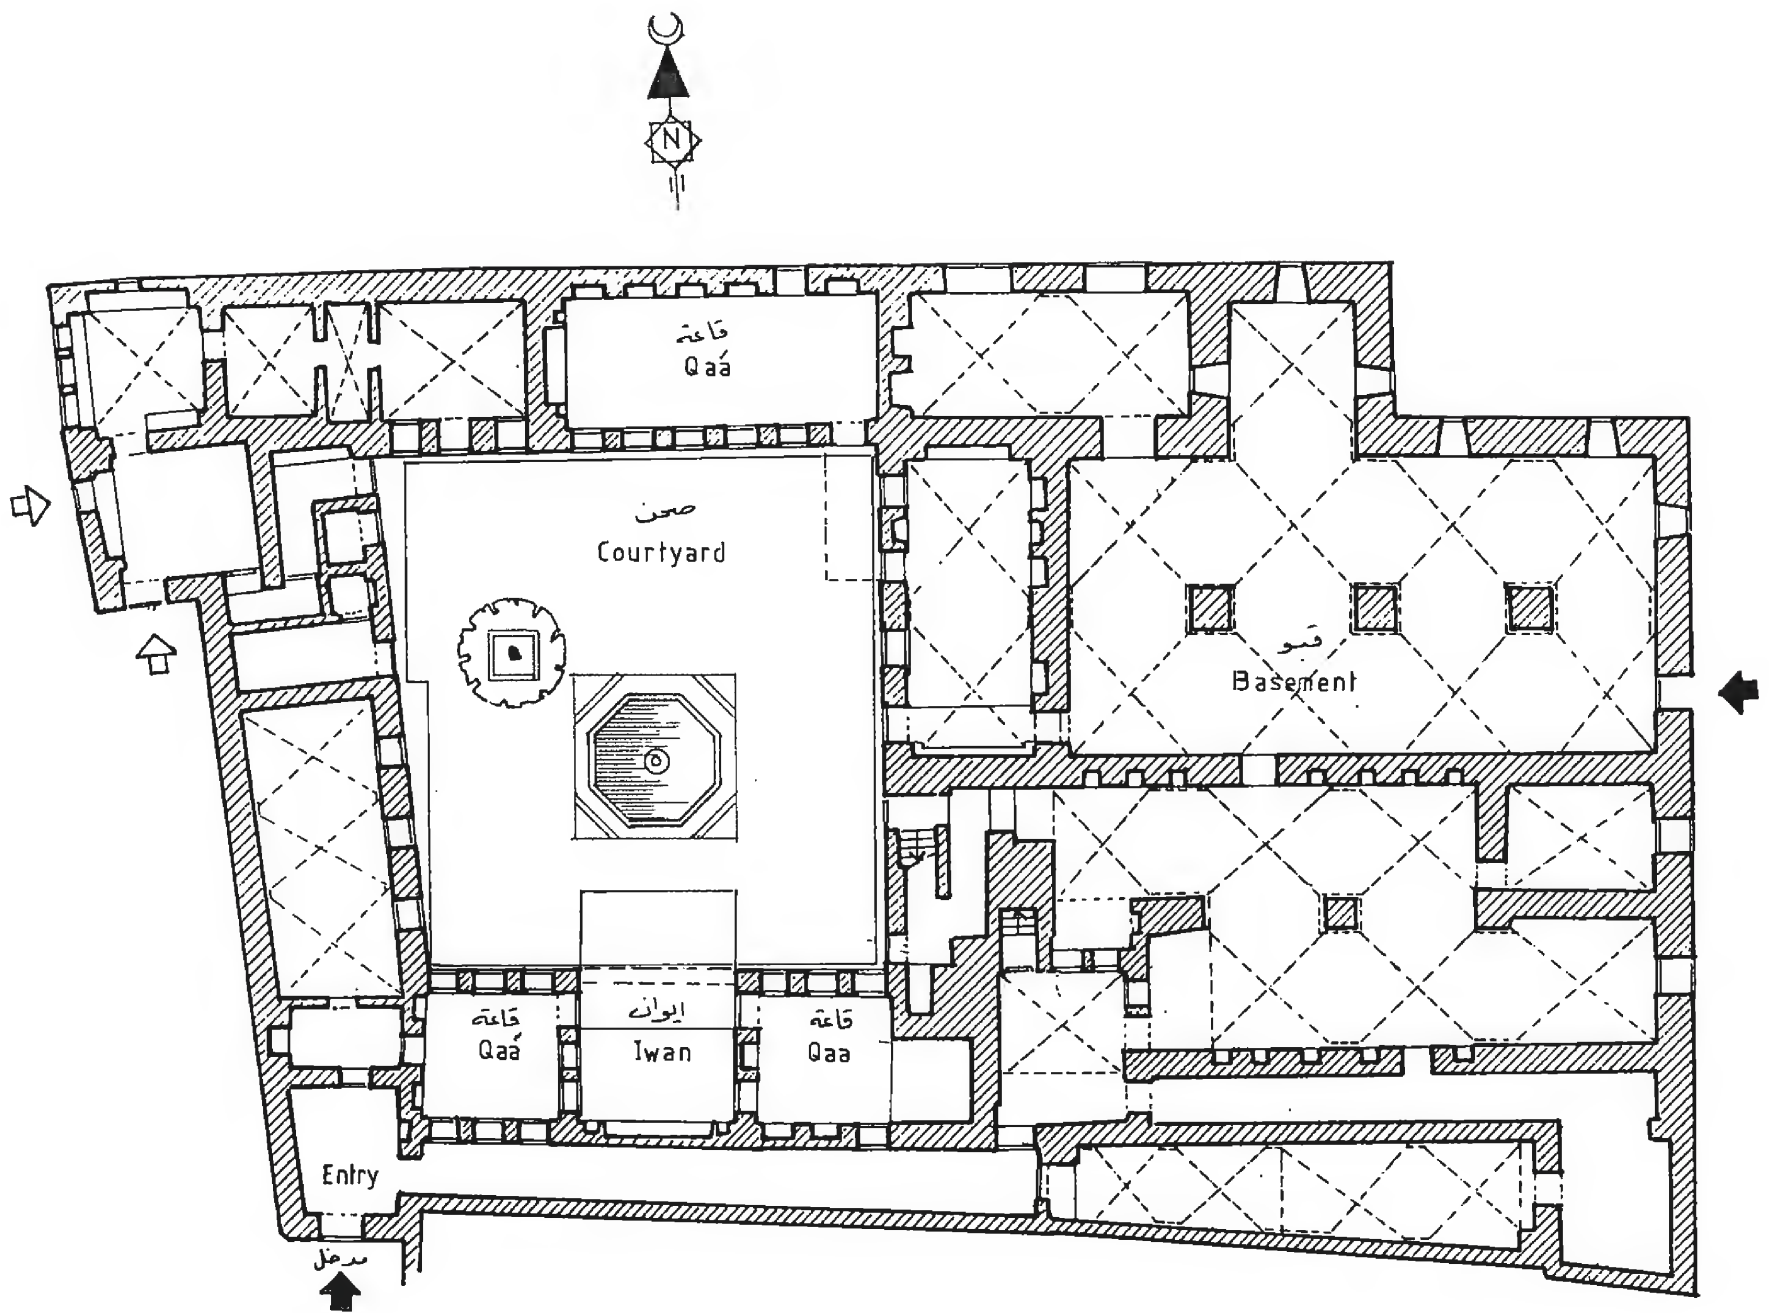 N
قاعة
Qaá
صحن
Courtyard
قبو
Basement
قاعة
Qaá
ايوان
Iwan
قاعة
Qaa
Entry
مدخل